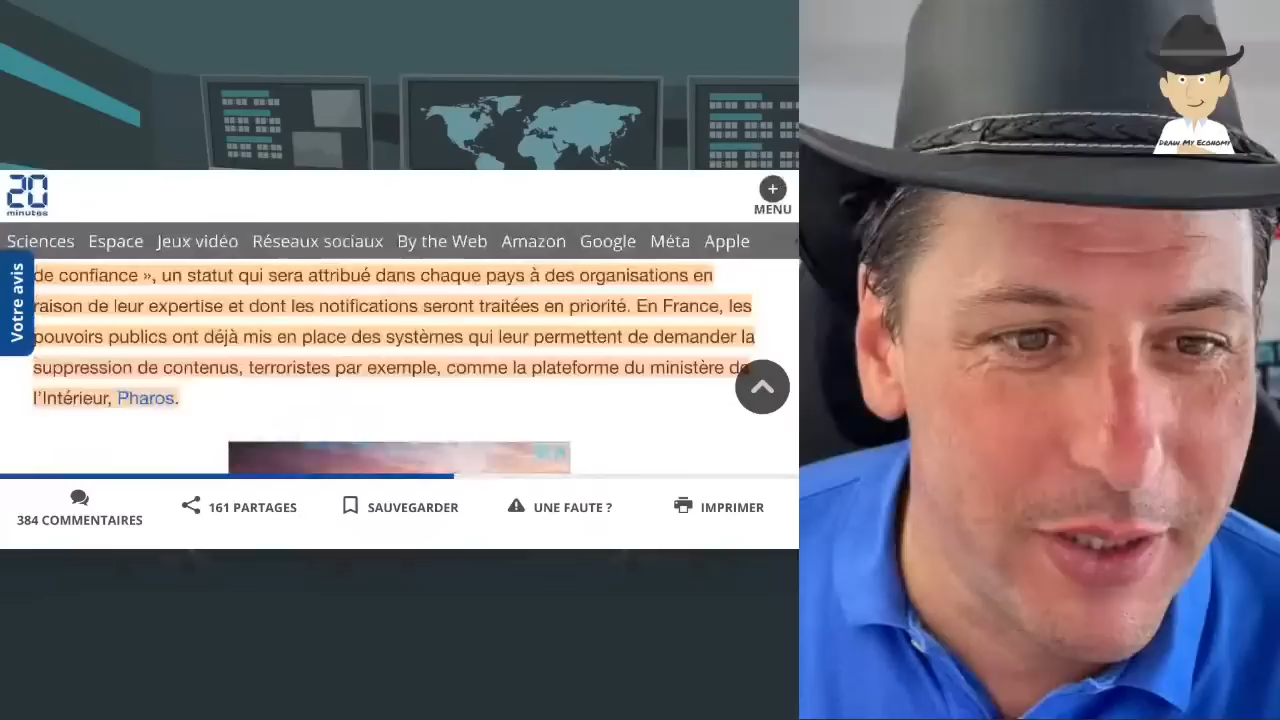 DRAW MY ECONOMY
20
minutes
MENU
Sciences Espace Jeux vidéo Réseaux sociaux By the Web Amazon Google Méta Apple
Votre avis
de confiance », un statut qui sera attribué dans chaque pays à des organisations en
raison de leur expertise et dont les notifications seront traitées en priorité. En France, les
pouvoirs publics ont déjà mis en place des systèmes qui leur permettent de demander la
suppression de contenus, terroristes par exemple, comme la plateforme du ministère de
l'Intérieur, Pharos.
384 COMMENTAIRES
161 PARTAGES
SAUVEGARDER
UNE FAUTE ?
IMPRIMER